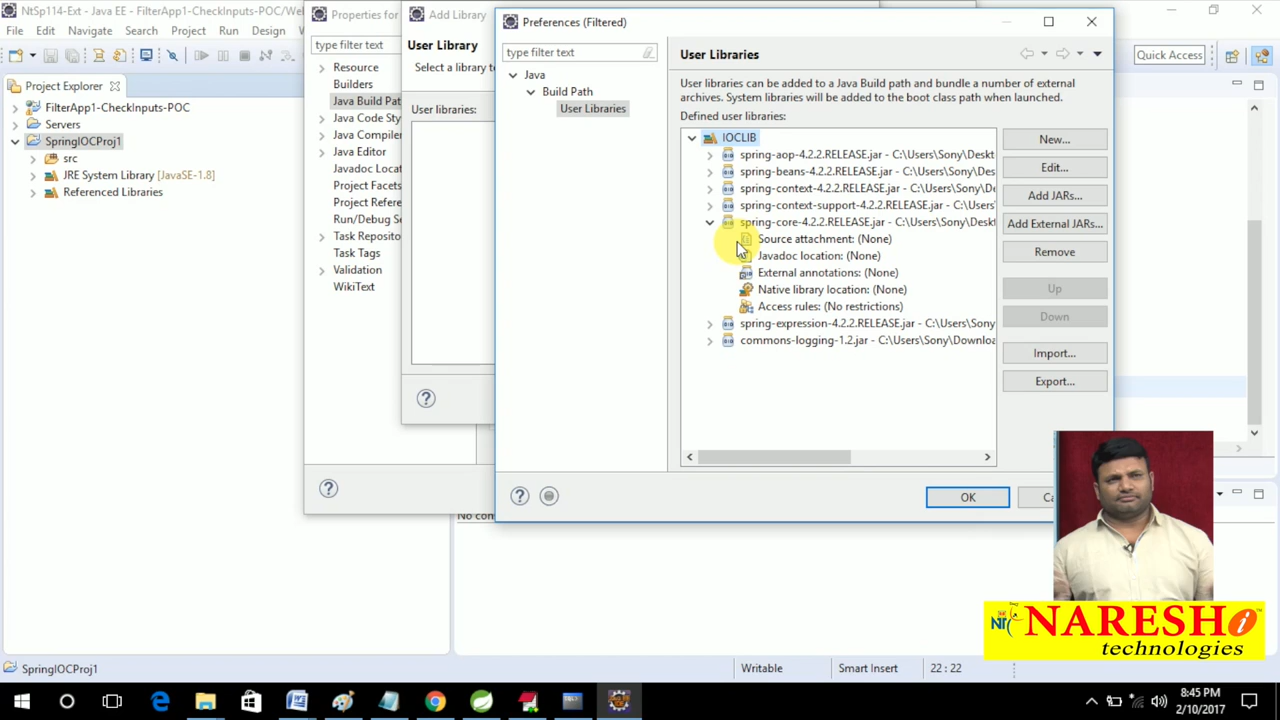 NtSp114-Ext - Java EE - FilterApp1-CheckInputs-POC/Wel
File Edit Navigate Search Project Run Design
Quick Access
Project Explorer
FilterApp1-CheckInputs-POC
Servers
SpringIOCProj1
src
JRE System Library [JavaSE-1.8]
Referenced Libraries
Properties for
type filter text
Resource
Builders
Java Build Pat
Java Code Sty
Java Compiler
Java Editor
Javadoc Locat
Project Facets
Project Refere
Run/Debug Se
Task Reposito
Task Tags
Validation
WikiText
Add Library
User Library
Select a library to
User libraries:
Preferences (Filtered)
type filter text
Java
Build Path
User Libraries
User Libraries
User libraries can be added to a Java Build path and bundle a number of external
archives. System libraries will be added to the boot class path when launched.
Defined user libraries:
IOCLIB
spring-aop-4.2.2.RELEASE.jar - C:\Users\Sony\Deskt
spring-beans-4.2.2.RELEASE.jar - C:\Users\Sony\Des
spring-context-4.2.2.RELEASE.jar - C:\Users\Sony\D
spring-context-support-4.2.2.RELEASE.jar - C:\User
spring-core-4.2.2.RELEASE.jar - C:\Users\Sony\Desk
Source attachment: (None)
Javadoc location: (None)
External annotations: (None)
Native library location: (None)
Access rules: (No restrictions)
spring-expression-4.2.2.RELEASE.jar - C:\Users\Sony
commons-logging-1.2.jar - C:\Users\Sony\Downloa
New...
Edit...
Add JARs...
Add External JARs...
Remove
Up
Down
Import...
Export...
OK
Ca
No con
SpringIOCProj1
Writable
Smart Insert
22 : 22
NT
NARESH i
technologies
8:45 PM
2/10/2017